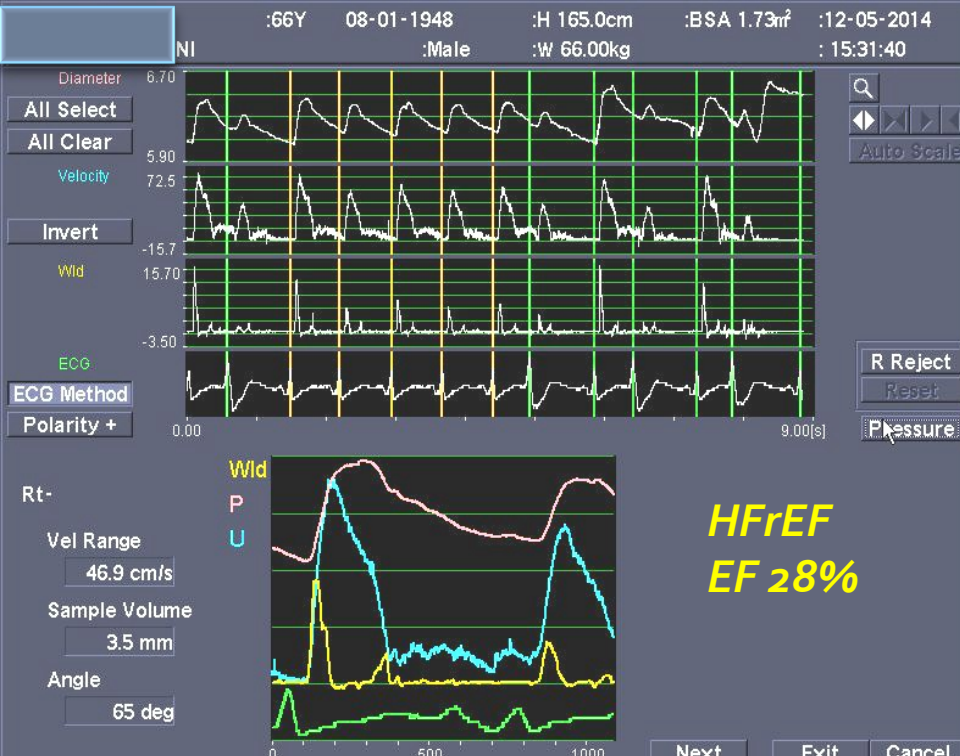 :66Y 08-01-1948 :H 165.0cm :BSA 1.73㎡ :12-05-2014
NI :Male :W 66.00kg : 15:31:40
Diameter 6.70
All Select
All Clear
5.90
Velocity 72.5
Invert
-15.7
WId 15.70
-3.50
ECG
ECG Method
Polarity +
0.00 9.00[s]
Auto Scale
R Reject
Reset
Pressure
WId
P
U
Rt-
Vel Range
46.9 cm/s
Sample Volume
3.5 mm
Angle
65 deg
HFrEF
EF 28%
0 500 1000
Next Exit Cancel